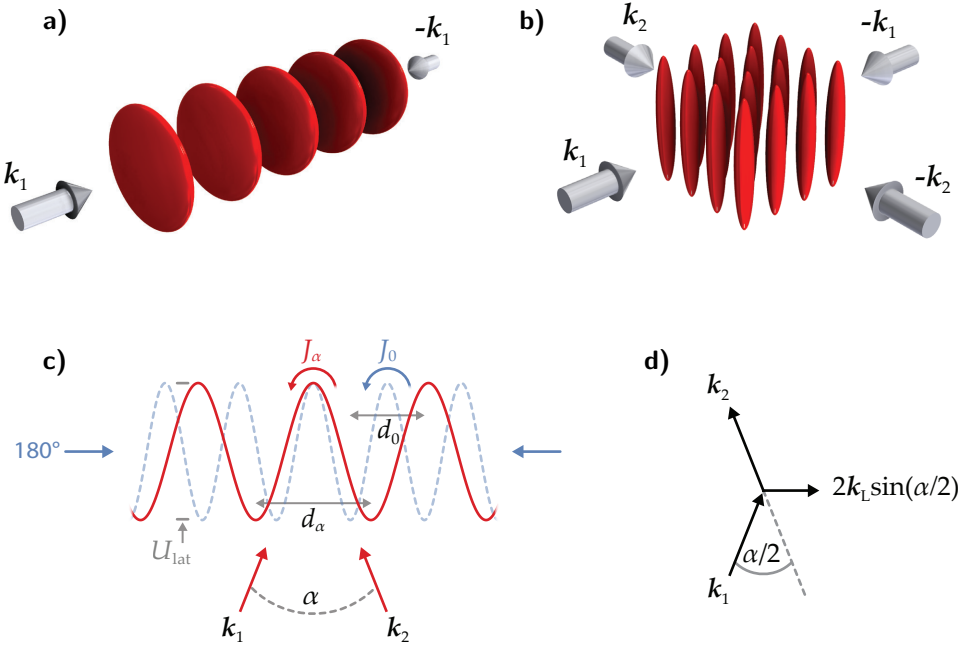 a)
k₁
-k₁
b)
k₂
-k₁
k₁
-k₂
c)
Jα
J₀
d₀
180°
dα
Ulat
α
k₁
k₂
d)
k₂
2kLsin(α/2)
α/2
k₁